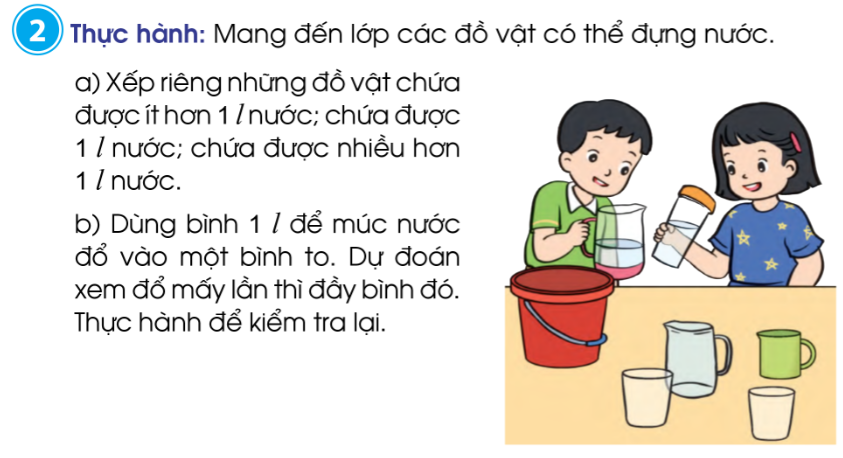 2 Thực hành: Mang đến lớp các đồ vật có thể đựng nước.
a) Xếp riêng những đồ vật chứa
được ít hơn 1 l nước; chứa được
1 l nước; chứa được nhiều hơn
1 l nước.
b) Dùng bình 1 l để múc nước
đổ vào một bình to. Dự đoán
xem đổ mấy lần thì đầy bình đó.
Thực hành để kiểm tra lại.